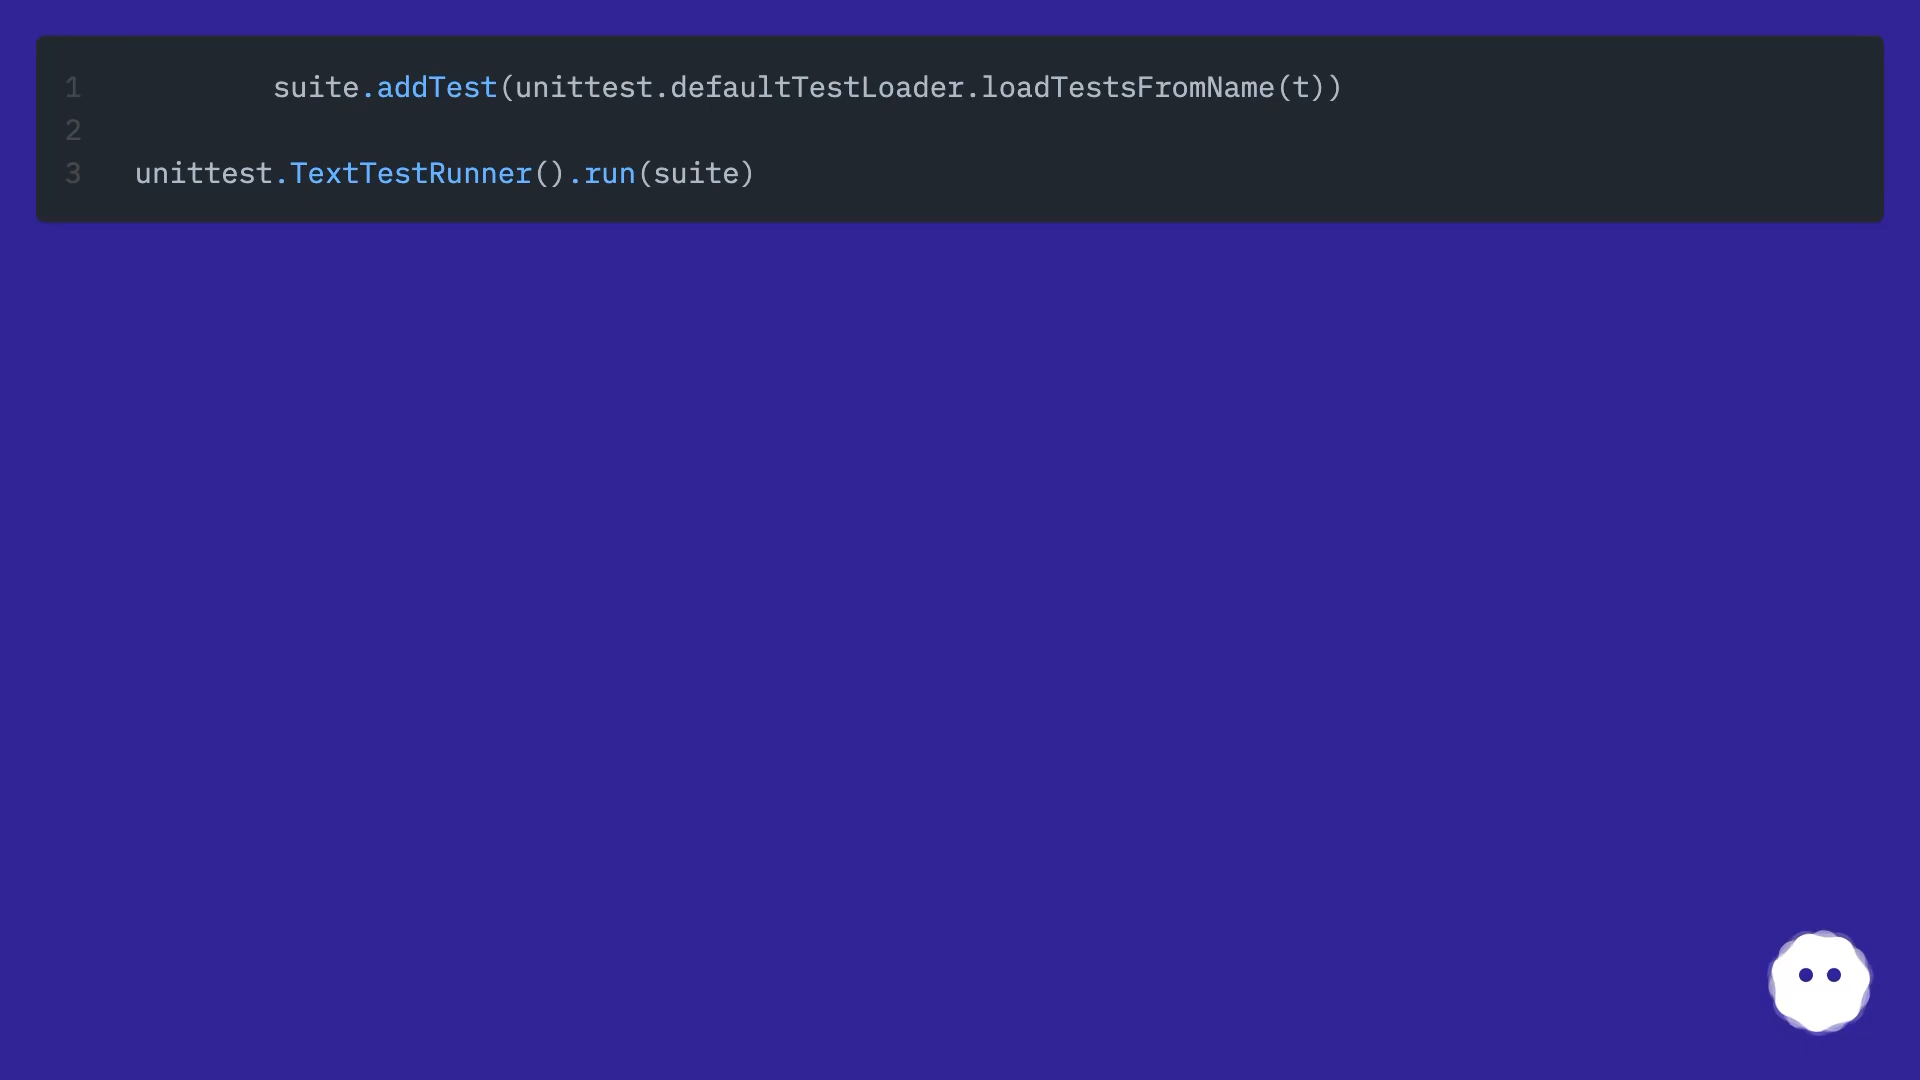 1 suite.addTest(unittest.defaultTestLoader.loadTestsFromName(t))
2
3 unittest.TextTestRunner().run(suite)